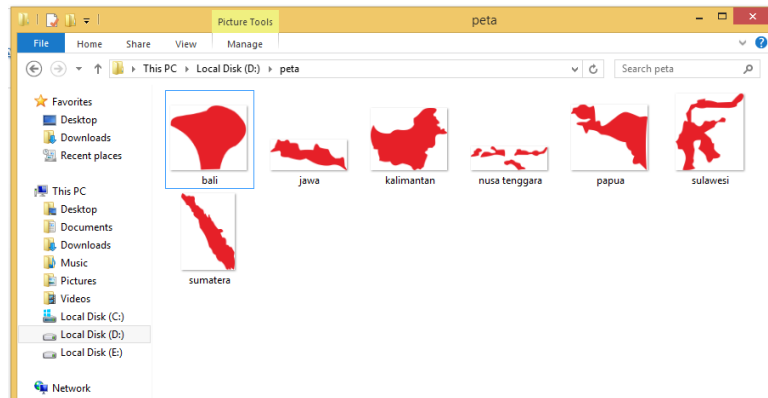 Picture Tools
peta
File
Home
Share
View
Manage
This PC
Local Disk (D:)
peta
Search peta
Favorites
Desktop
Downloads
Recent places
This PC
Desktop
Documents
Downloads
Music
Pictures
Videos
Local Disk (C:)
Local Disk (D:)
Local Disk (E:)
Network
bali
jawa
kalimantan
nusa tenggara
papua
sulawesi
sumatera